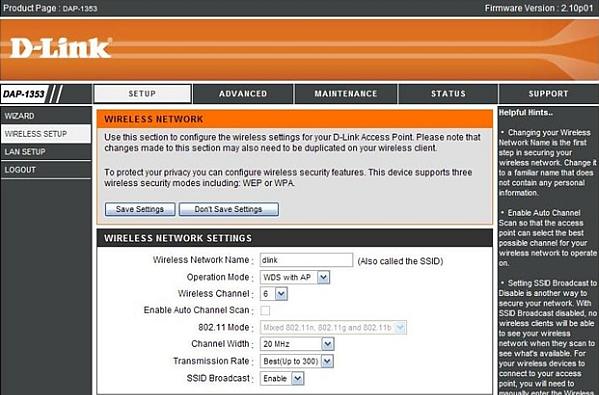 Product Page : DAP-1353
Firmware Version : 2.10p01
D-Link
DAP-1353
SETUP
ADVANCED
MAINTENANCE
STATUS
SUPPORT
WIZARD
WIRELESS SETUP
LAN SETUP
LOGOUT
WIRELESS NETWORK
Use this section to configure the wireless settings for your D-Link Access Point. Please note that
changes made to this section may also need to be duplicated on your wireless client.
To protect your privacy you can configure wireless security features. This device supports three
wireless security modes including: WEP or WPA.
Save Settings
Don't Save Settings
WIRELESS NETWORK SETTINGS
Wireless Network Name : dlink (Also called the SSID)
Operation Mode : WDS with AP
Wireless Channel : 6
Enable Auto Channel Scan :
802.11 Mode : Mixed 802.11n, 802.11g and 802.11b
Channel Width : 20 MHz
Transmission Rate : Best(Up to 300)
SSID Broadcast : Enable
Helpful Hints..
• Changing your Wireless
Network Name is the first
step in securing your
wireless network. Change it
to a familiar name that does
not contain any personal
information.
• Enable Auto Channel
Scan so that the access
point can select the best
possible channel for your
wireless network to operate
on.
• Setting SSID Broadcast to
Disable is another way to
secure your network. With
SSID Broadcast disabled, no
wireless clients will be able
to see your wireless
network when they scan to
see what's available. For
your wireless devices to
connect to your access
point, you will need to
manually enter the Wireless